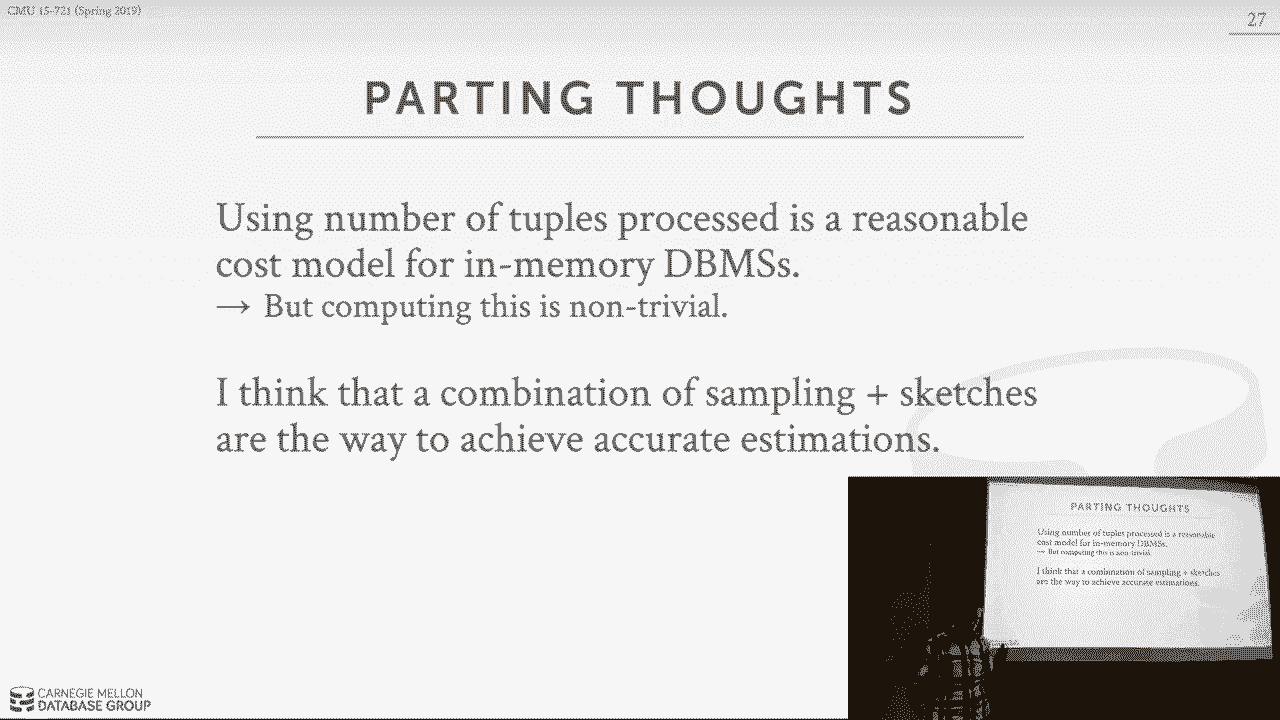 CMU 15-721 (Spring 2019)
27
PARTING THOUGHTS
Using number of tuples processed is a reasonable
cost model for in-memory DBMSs.
→ But computing this is non-trivial.
I think that a combination of sampling + sketches
are the way to achieve accurate estimations.
PARTING THOUGHTS
Using number of tuples processed is a reasonable
cost model for in-memory DBMSs.
→ But computing this is non-trivial.
I think that a combination of sampling + sketches
are the way to achieve accurate estimations.
CARNEGIE MELLON
DATABASE GROUP